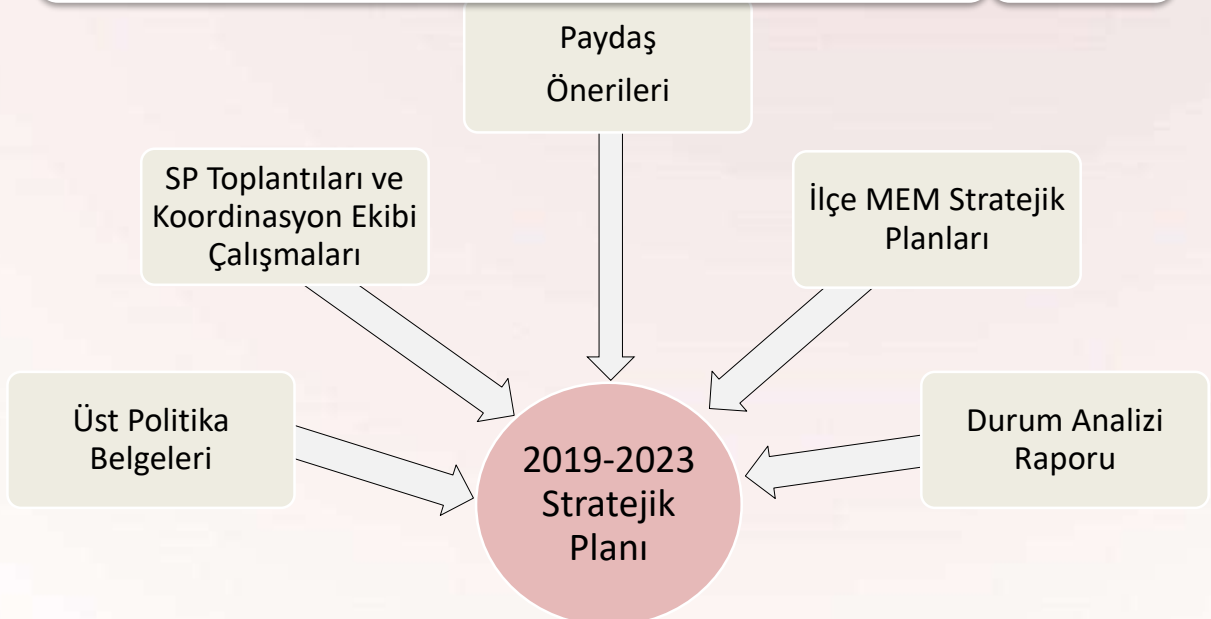 Paydaş
Önerileri
SP Toplantıları ve
Koordinasyon Ekibi
Çalışmaları
İlçe MEM Stratejik
Planları
Üst Politika
Belgeleri
Durum Analizi
Raporu
2019-2023
Stratejik
Planı